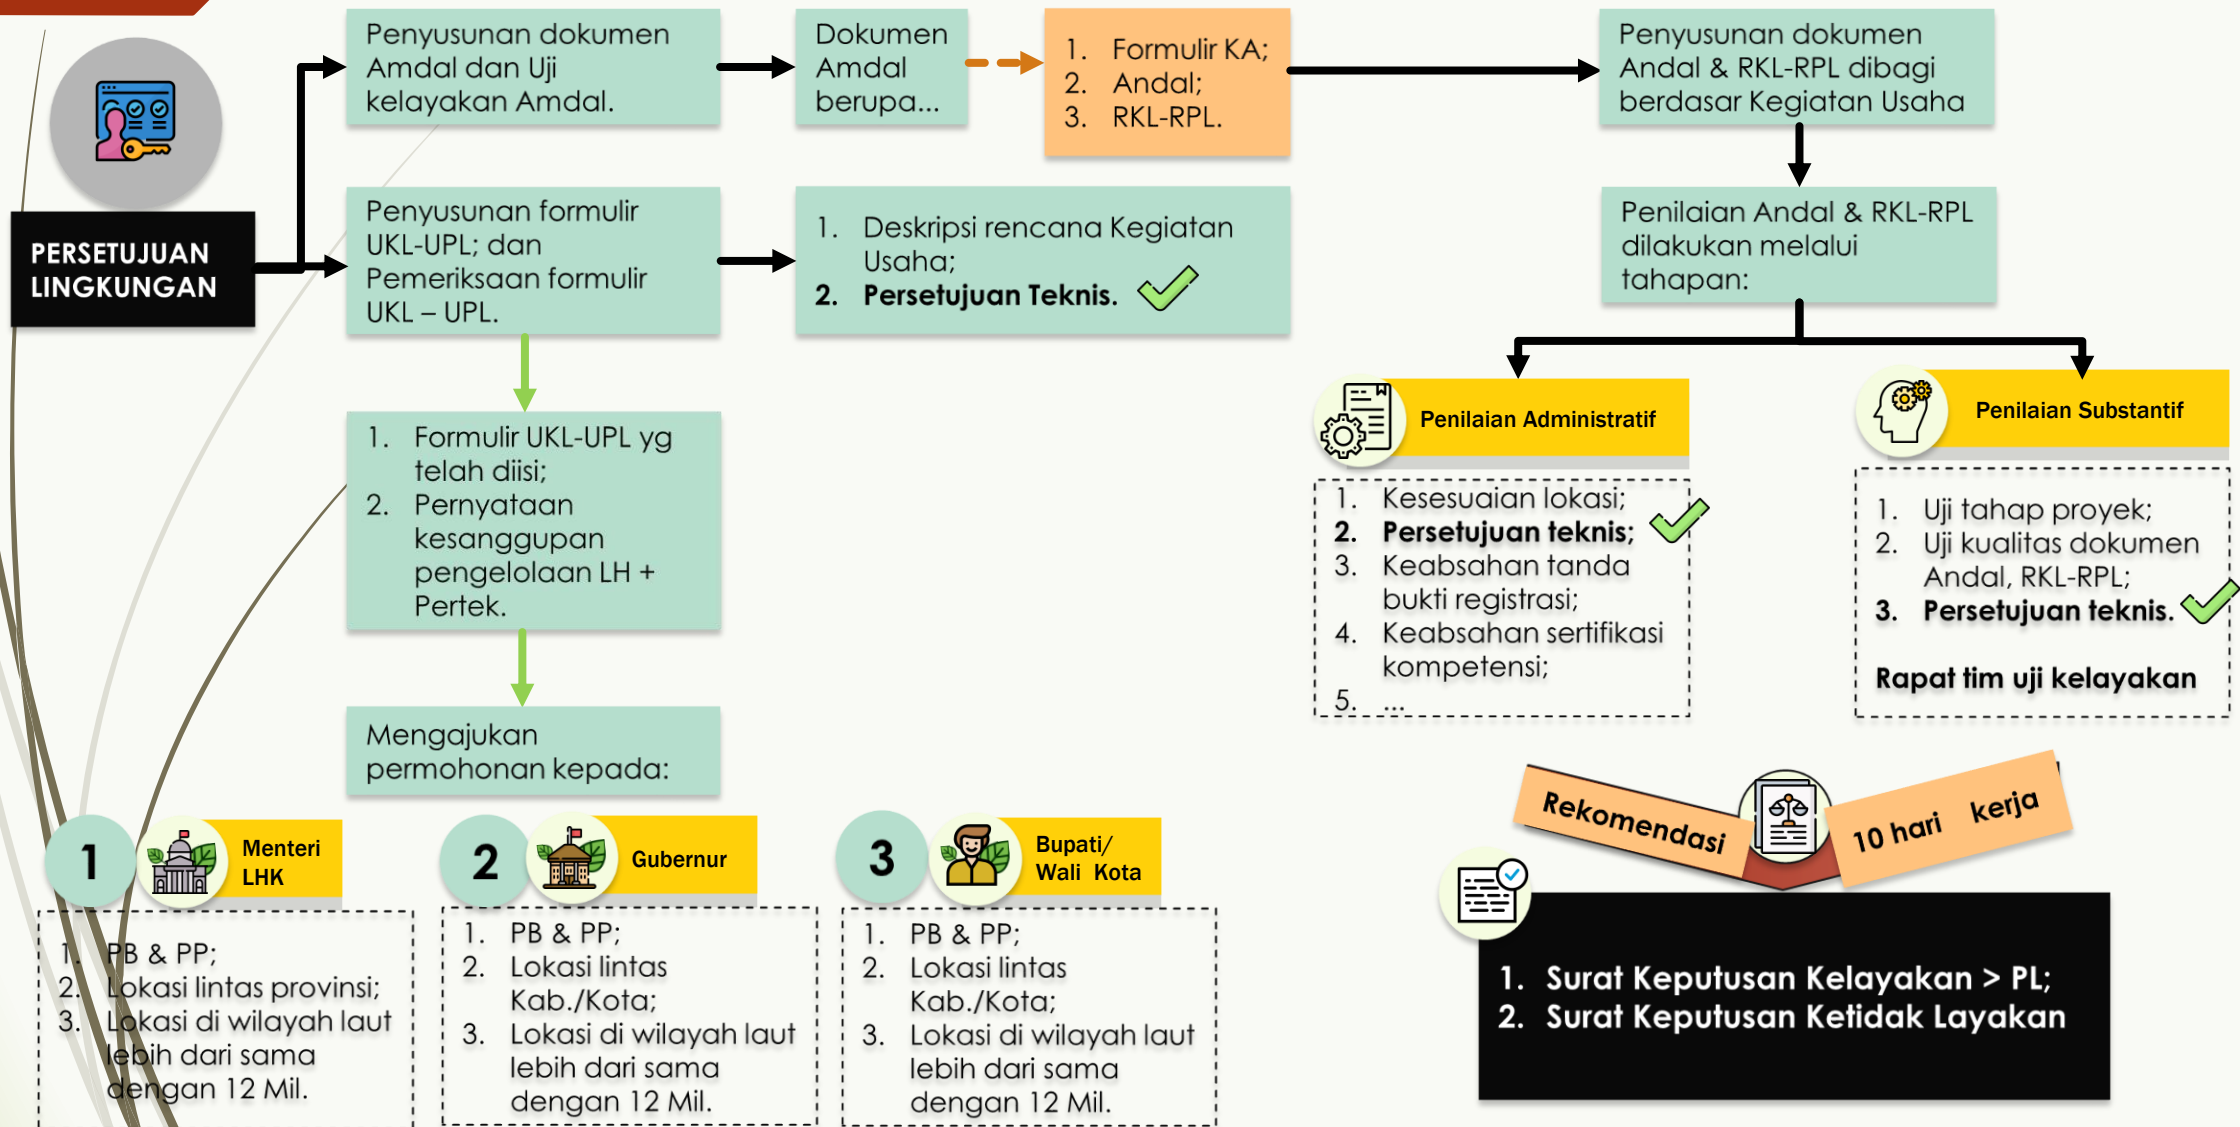 PERSETUJUAN
LINGKUNGAN
Penyusunan dokumen
Amdal dan Uji
kelayakan Amdal.
Dokumen
Amdal
berupa...
1. Formulir KA;
2. Andal;
3. RKL-RPL.
Penyusunan dokumen
Andal & RKL-RPL dibagi
berdasar Kegiatan Usaha
Penyusunan formulir
UKL-UPL; dan
Pemeriksaan formulir
UKL – UPL.
1. Deskripsi rencana Kegiatan
Usaha;
2. Persetujuan Teknis.
Penilaian Andal & RKL-RPL
dilakukan melalui
tahapan:
1. Formulir UKL-UPL yg
telah diisi;
2. Pernyataan
kesanggupan
pengelolaan LH +
Pertek.
Mengajukan
permohonan kepada:
Penilaian Administratif
1. Kesesuaian lokasi;
2. Persetujuan teknis;
3. Keabsahan tanda
bukti registrasi;
4. Keabsahan sertifikasi
kompetensi;
5. ...
Penilaian Substantif
1. Uji tahap proyek;
2. Uji kualitas dokumen
Andal, RKL-RPL;
3. Persetujuan teknis.
Rapat tim uji kelayakan
1
Menteri
LHK
1. PB & PP;
2. Lokasi lintas provinsi;
3. Lokasi di wilayah laut
lebih dari sama
dengan 12 Mil.
2
Gubernur
1. PB & PP;
2. Lokasi lintas
Kab./Kota;
3. Lokasi di wilayah laut
lebih dari sama
dengan 12 Mil.
3
Bupati/
Wali Kota
1. PB & PP;
2. Lokasi lintas
Kab./Kota;
3. Lokasi di wilayah laut
lebih dari sama
dengan 12 Mil.
Rekomendasi
10 hari kerja
1. Surat Keputusan Kelayakan > PL;
2. Surat Keputusan Ketidak Layakan